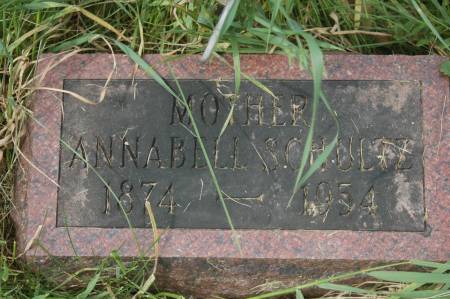 MOTHER
ANNABELL SCHULTZ
1874 — 1954